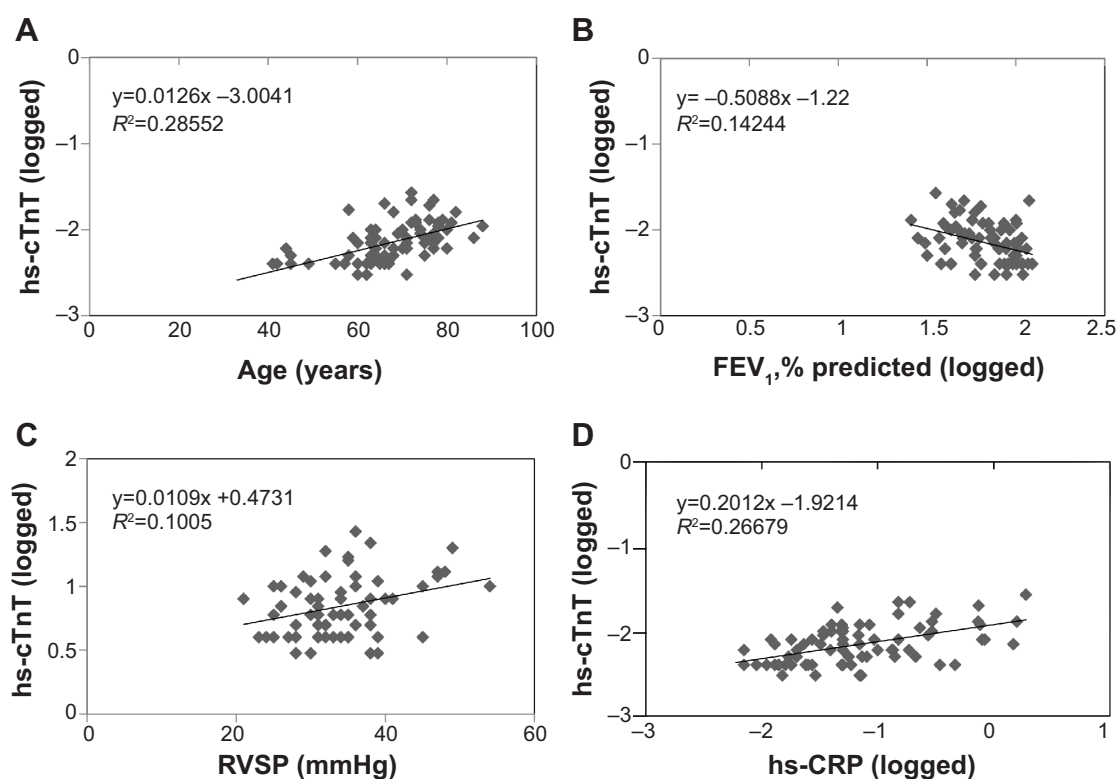 A
hs-cTnT (logged)
0
–1
–2
–3
y=0.0126x –3.0041
R²=0.28552
0 20 40 60 80 100
Age (years)
B
hs-cTnT (logged)
0
–1
–2
–3
y= –0.5088x –1.22
R²=0.14244
0 0.5 1 1.5 2 2.5
FEV₁,% predicted (logged)
C
hs-cTnT (logged)
2
1.5
1
0.5
0
y=0.0109x +0.4731
R²=0.1005
0 20 40 60
RVSP (mmHg)
D
hs-cTnT (logged)
0
–1
–2
–3
y=0.2012x –1.9214
R²=0.26679
–3 –2 –1 0 1
hs-CRP (logged)